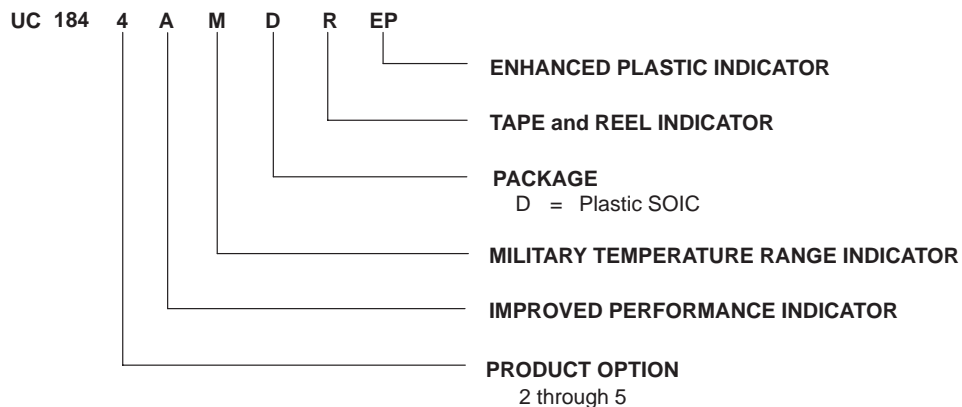 UC 184 4 A M D R EP
ENHANCED PLASTIC INDICATOR
TAPE and REEL INDICATOR
PACKAGE
D = Plastic SOIC
MILITARY TEMPERATURE RANGE INDICATOR
IMPROVED PERFORMANCE INDICATOR
PRODUCT OPTION
2 through 5